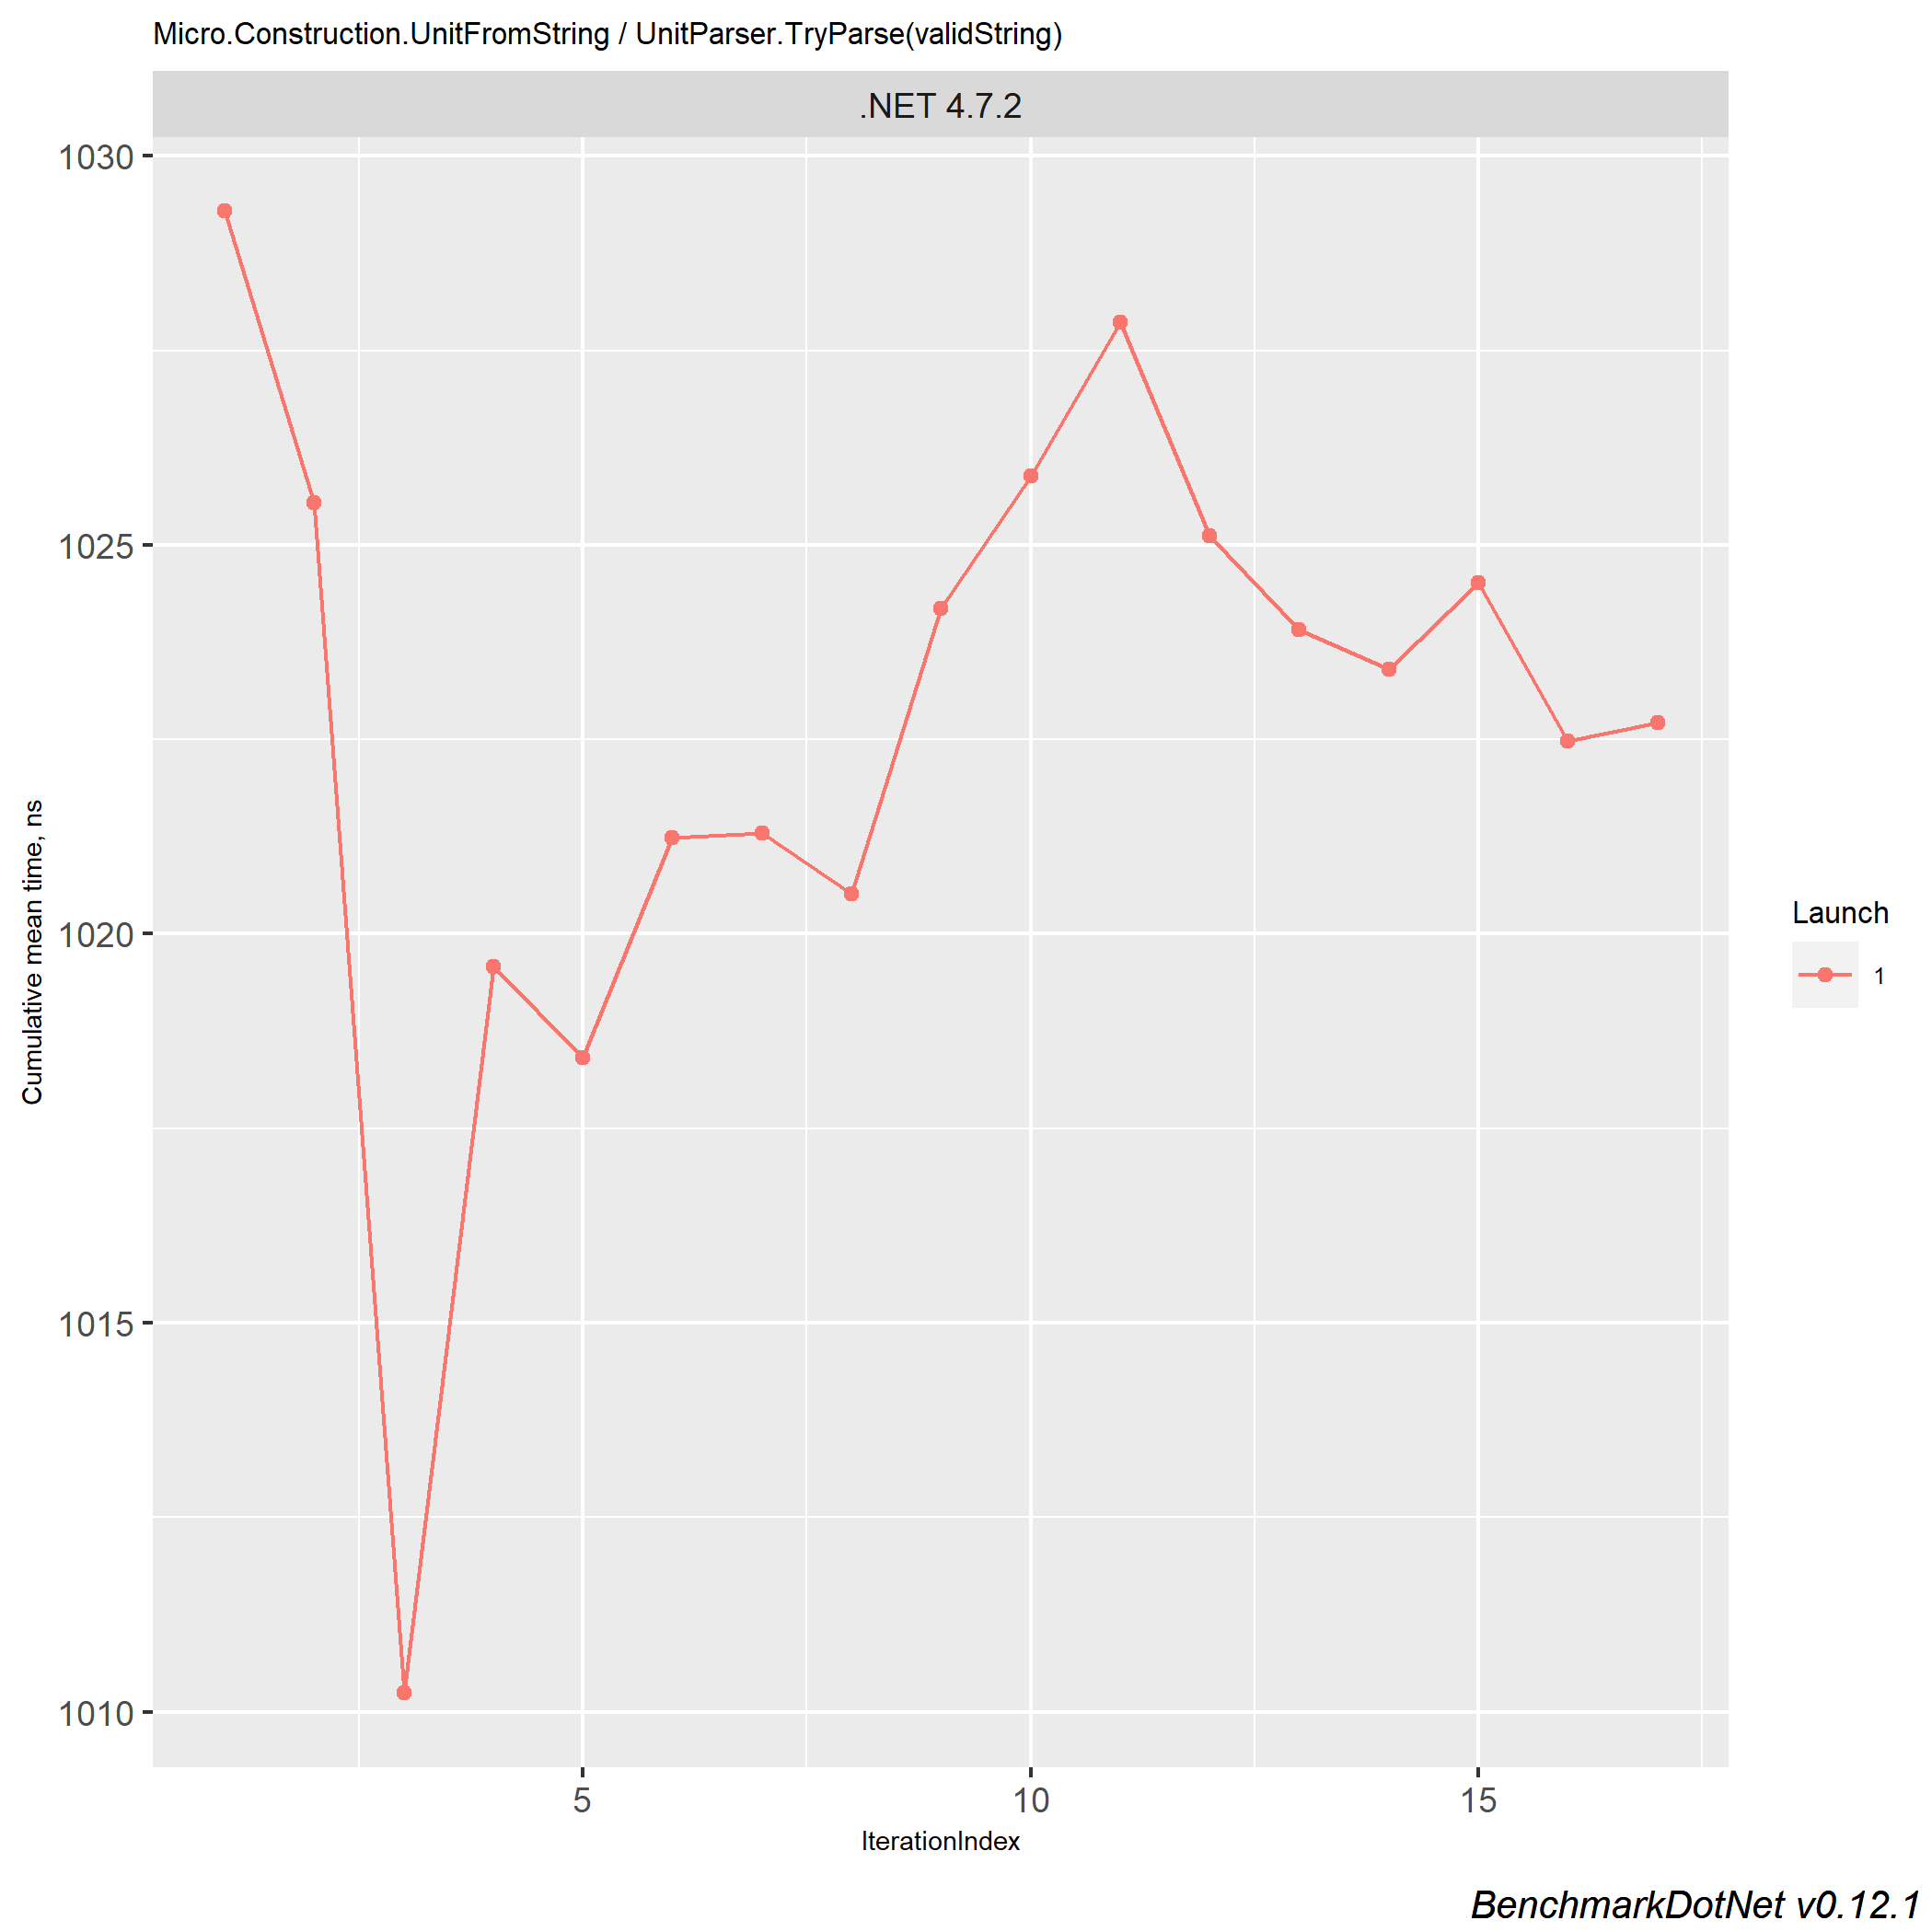 Micro.Construction.UnitFromString / UnitParser.TryParse(validString)
.NET 4.7.2
1030
1025
1020
1015
1010
Cumulative mean time, ns
5 10 15
IterationIndex
Launch
1
BenchmarkDotNet v0.12.1